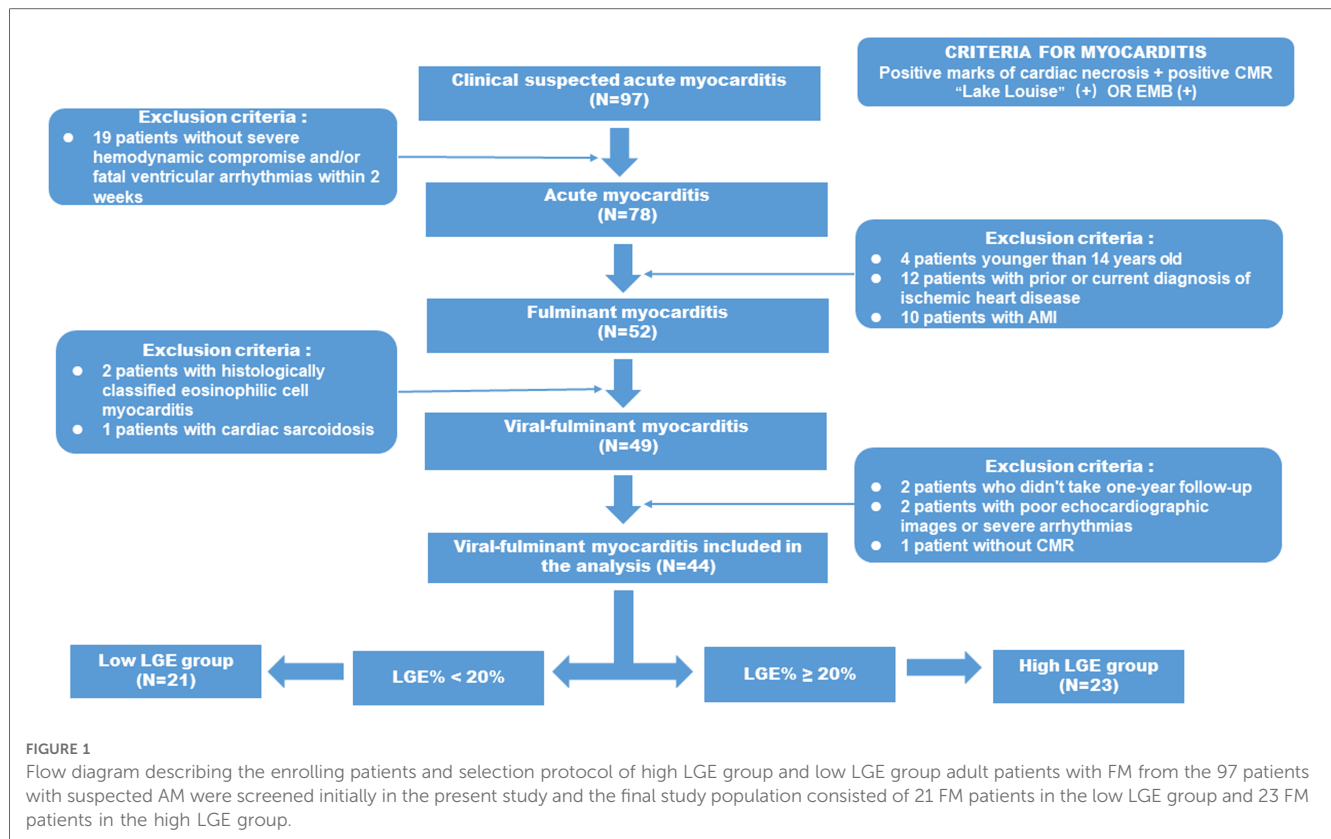 Clinical suspected acute myocarditis
(N=97)
CRITERIA FOR MYOCARDITIS
Positive marks of cardiac necrosis + positive CMR
“Lake Louise” (+) OR EMB (+)
Exclusion criteria :
● 19 patients without severe
hemodynamic compromise and/or
fatal ventricular arrhythmias within 2
weeks
Acute myocarditis
(N=78)
Exclusion criteria :
● 4 patients younger than 14 years old
● 12 patients with prior or current diagnosis of
ischemic heart disease
● 10 patients with AMI
Fulminant myocarditis
(N=52)
Exclusion criteria :
● 2 patients with histologically
classified eosinophilic cell
myocarditis
● 1 patients with cardiac sarcoidosis
Viral-fulminant myocarditis
(N=49)
Exclusion criteria :
● 2 patients who didn't take one-year follow-up
● 2 patients with poor echocardiographic
images or severe arrhythmias
● 1 patient without CMR
Viral-fulminant myocarditis included in
the analysis (N=44)
Low LGE group
(N=21)
LGE% < 20%
LGE% ≥ 20%
High LGE group
(N=23)
FIGURE 1
Flow diagram describing the enrolling patients and selection protocol of high LGE group and low LGE group adult patients with FM from the 97 patients
with suspected AM were screened initially in the present study and the final study population consisted of 21 FM patients in the low LGE group and 23 FM
patients in the high LGE group.